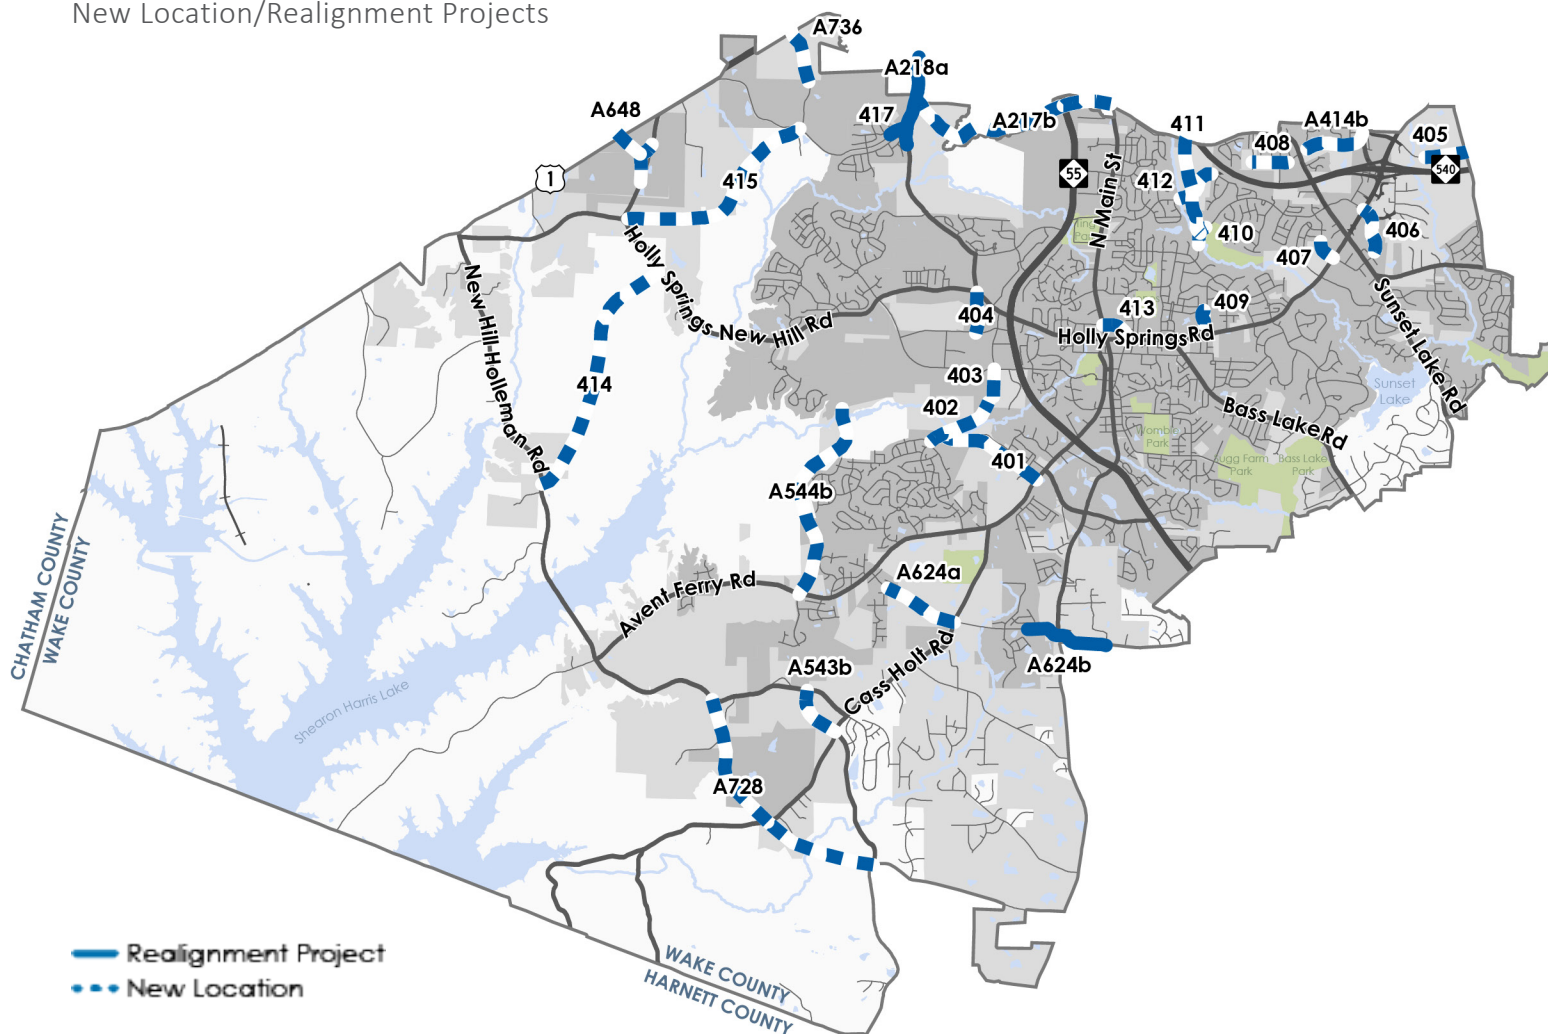 New Location/Realignment Projects
A736
A218a
A648
417
A217b
411
408
A414b
405
1
415
55
N Main St
412
540
410
406
407
Holly Springs New Hill Rd
New Hill-Holleman Rd
404
413
409
Holly Springs Rd
Sunset Lake Rd
414
403
Sunset
Lake
402
Bass Lake Rd
Womble
Park
401
ugg Farm
Park
Bass Lake
Park
A544b
CHATHAM COUNTY
WAKE COUNTY
Avent Ferry Rd
A624a
A624b
A543b
Cass Holt Rd
Shearon Harris Lake
A728
Realignment Project
New Location
WAKE COUNTY
HARNETT COUNTY